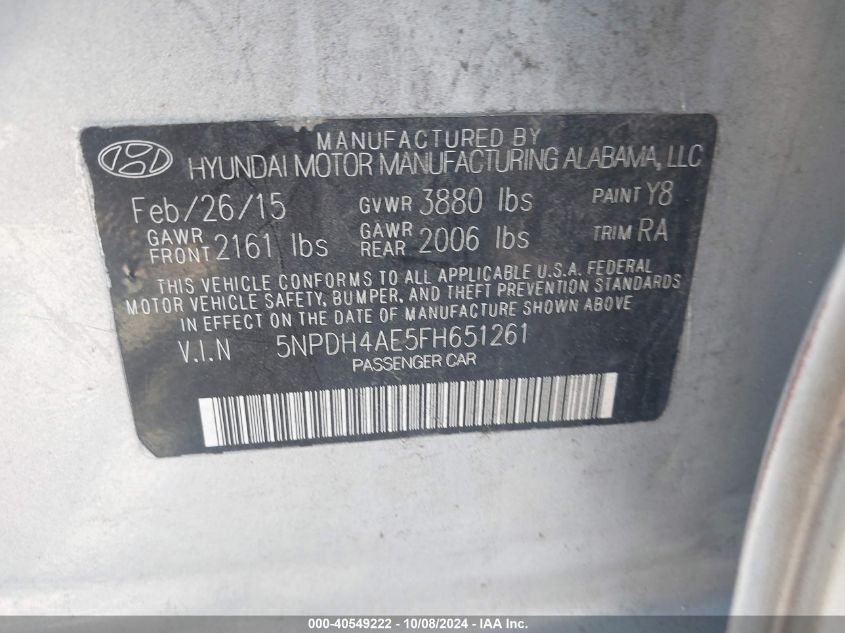 MANUFACTURED BY
HYUNDAI MOTOR MANUFACTURING ALABAMA, LLC
Feb/26/15 GVWR 3880 lbs PAINT Y8
GAWR FRONT 2161 lbs GAWR REAR 2006 lbs TRIM RA
THIS VEHICLE CONFORMS TO ALL APPLICABLE U.S.A. FEDERAL
MOTOR VEHICLE SAFETY, BUMPER, AND THEFT PREVENTION STANDARDS
IN EFFECT ON THE DATE OF MANUFACTURE SHOWN ABOVE
V.I.N 5NPDH4AE5FH651261
PASSENGER CAR
000-40549222 - 10/08/2024 - IAA Inc.